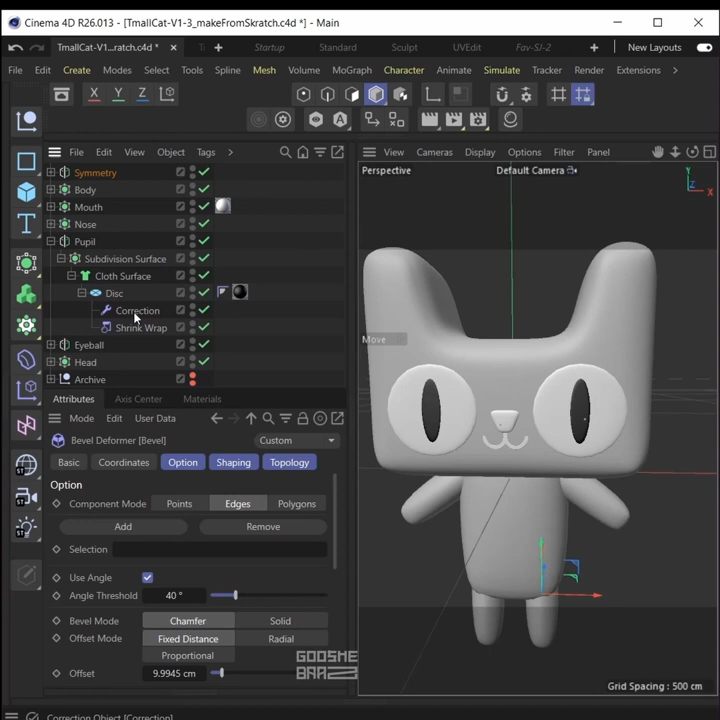 Cinema 4D R26.013 - [TmallCat-V1-3_makeFromSkratch.c4d *] - Main
TmallCat-V1...ratch.c4d * Startup Standard Sculpt UVEdit Fav-SJ-2 New Layouts
File Edit Create Modes Select Tools Spline Mesh Volume MoGraph Character Animate Simulate Tracker Render Extensions
X Y Z
File Edit View Object Tags
View Cameras Display Options Filter Panel
Perspective Default Camera
Y
Z X
Symmetry
Body
Mouth
Nose
Pupil
Subdivision Surface
Cloth Surface
Disc
Correction
Shrink Wrap
Eyeball
Head
Archive
Move
Attributes Axis Center Materials
Mode Edit User Data
Bevel Deformer [Bevel] Custom
Basic Coordinates Option Shaping Topology
Option
Component Mode Points Edges Polygons
Add Remove
Selection
Use Angle
Angle Threshold 40 °
Bevel Mode Chamfer Solid
Offset Mode Fixed Distance Radial
Proportional
Offset 9.9945 cm
Grid Spacing : 500 cm
Correction Object [Correction]